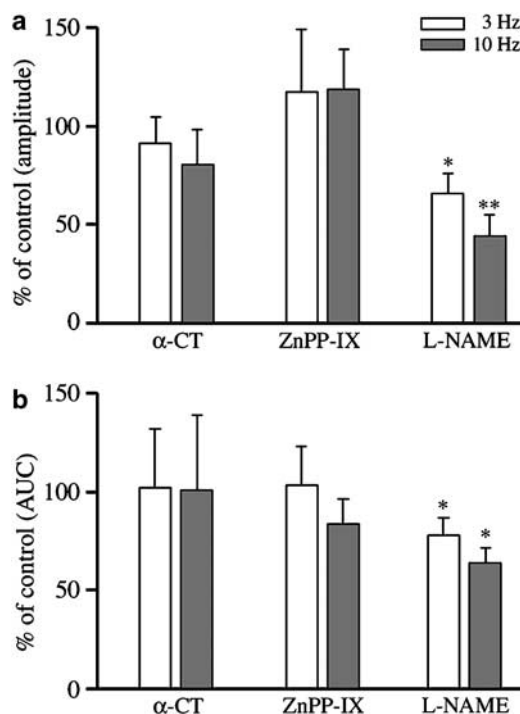 a
3 Hz
10 Hz
% of control (amplitude)
150
100
50
0
*
**
α-CT
ZnPP-IX
L-NAME
b
% of control (AUC)
150
100
50
0
*
*
α-CT
ZnPP-IX
L-NAME